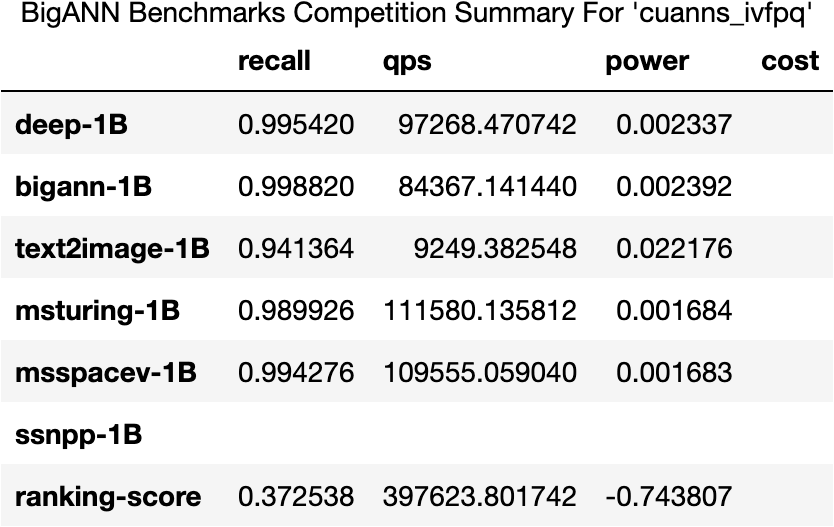 BigANN Benchmarks Competition Summary For 'cuanns_ivfpq'
recall qps power cost
deep-1B 0.995420 97268.470742 0.002337
bigann-1B 0.998820 84367.141440 0.002392
text2image-1B 0.941364 9249.382548 0.022176
msturing-1B 0.989926 111580.135812 0.001684
msspacev-1B 0.994276 109555.059040 0.001683
ssnpp-1B
ranking-score 0.372538 397623.801742 -0.743807